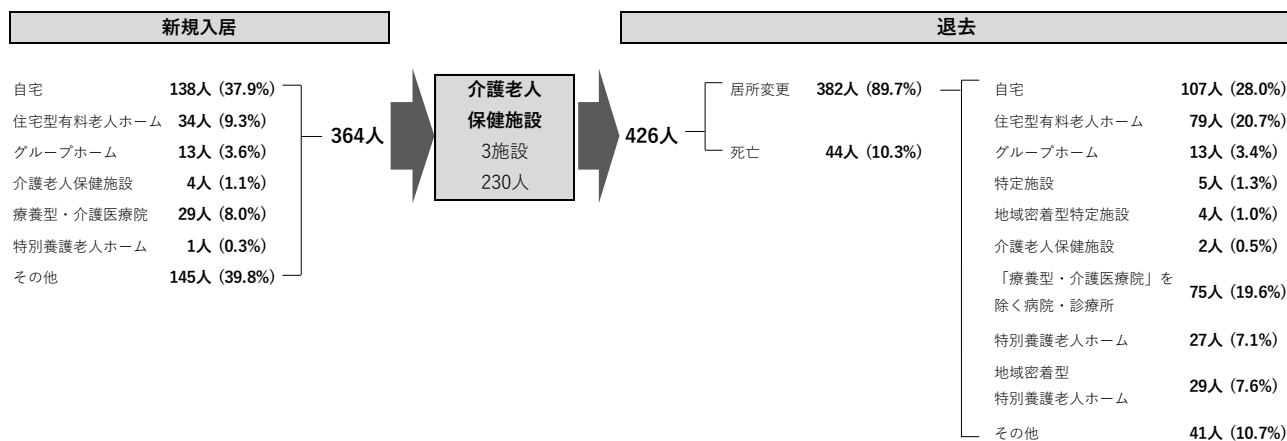 新規入居
自宅 138人 (37.9%)
住宅型有料老人ホーム 34人 (9.3%)
グループホーム 13人 (3.6%)
介護老人保健施設 4人 (1.1%)
療養型・介護医療院 29人 (8.0%)
特別養護老人ホーム 1人 (0.3%)
その他 145人 (39.8%)
364人
介護老人
保健施設
3施設
230人
退去
426人
居所変更 382人 (89.7%)
死亡 44人 (10.3%)
自宅 107人 (28.0%)
住宅型有料老人ホーム 79人 (20.7%)
グループホーム 13人 (3.4%)
特定施設 5人 (1.3%)
地域密着型特定施設 4人 (1.0%)
介護老人保健施設 2人 (0.5%)
「療養型・介護医療院」を
除く病院・診療所 75人 (19.6%)
特別養護老人ホーム 27人 (7.1%)
地域密着型
特別養護老人ホーム 29人 (7.6%)
その他 41人 (10.7%)